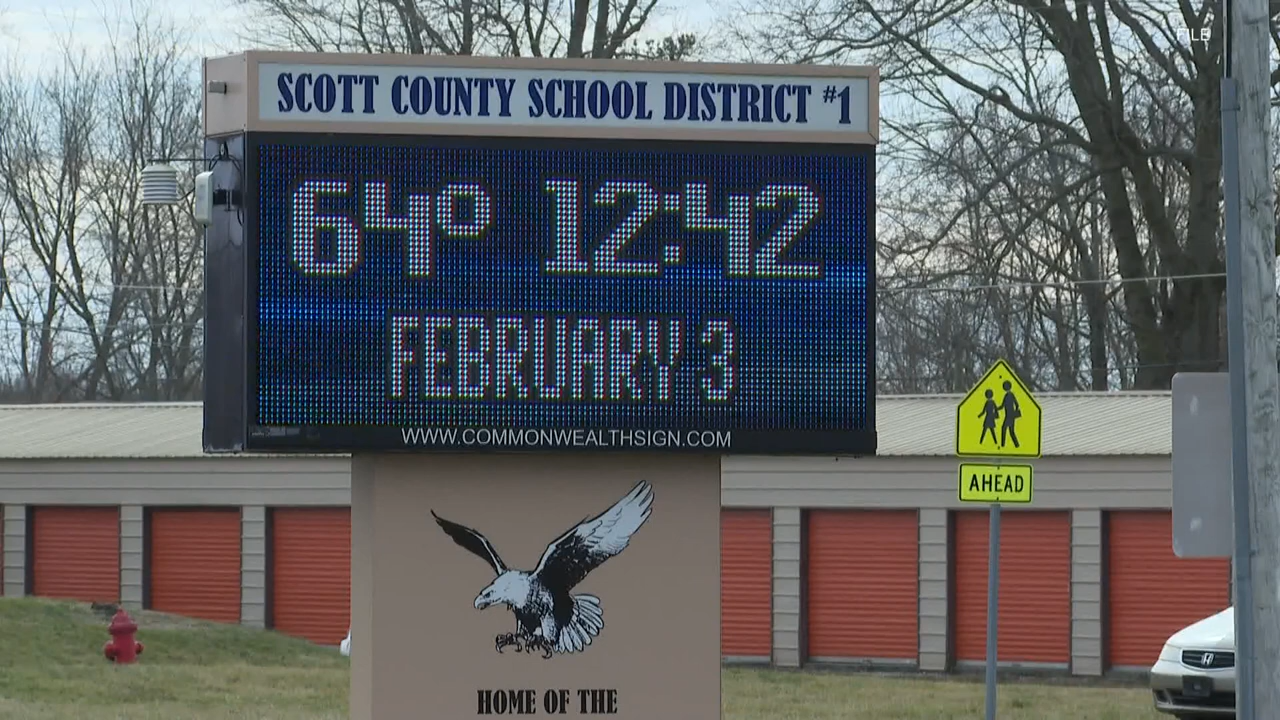 FILE
SCOTT COUNTY SCHOOL DISTRICT #1
64° 12:42
FEBRUARY 3
WWW.COMMONWEALTHSIGN.COM
AHEAD
HOME OF THE